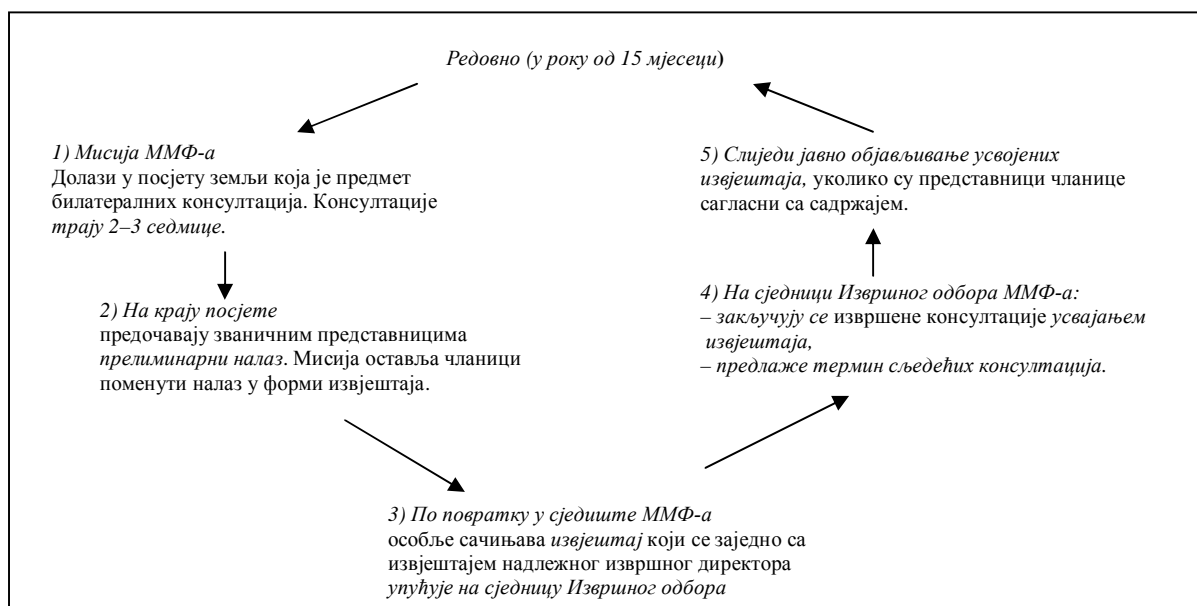 Редовно (у року од 15 мјесеци)
1) Мисија ММФ-а
Долази у посјету земљи која је предмет
билатералних консултација. Консултације
трају 2–3 седмице.
2) На крају посјете
предочавају званичним представницима
прелиминарни налаз. Мисија оставља чланици
поменути налаз у форми извјештаја.
3) По повратку у сједиште ММФ-а
особље сачињава извјештај који се заједно са
извјештајем надлежног извршног директора
упућује на сједницу Извршног одбора
4) На сједници Извршног одбора ММФ-а:
– закључују се извршене консултације усвајањем
извјештаја,
– предлаже термин сљедећих консултација.
5) Слиједи јавно објављивање усвојених
извјештаја, уколико су представници чланице
сагласни са садржајем.